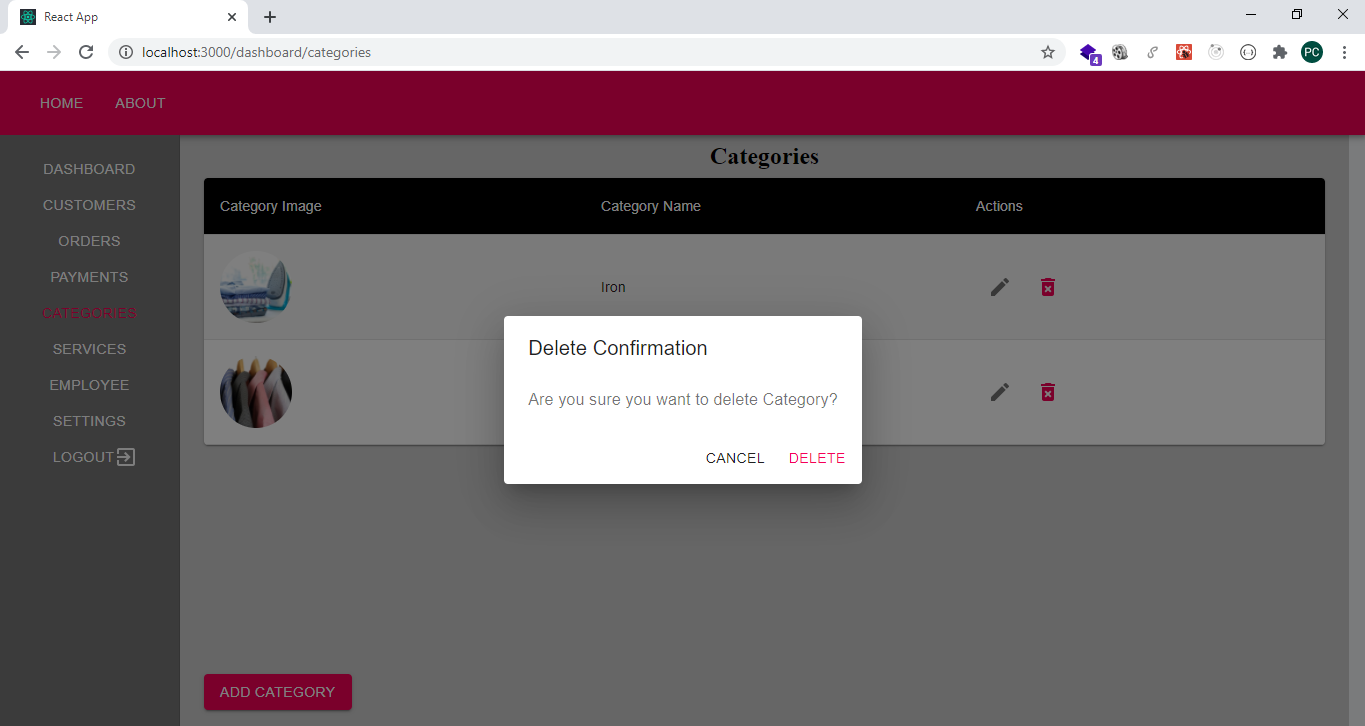 React App
localhost:3000/dashboard/categories
4
PC
HOME ABOUT
DASHBOARD
CUSTOMERS
ORDERS
PAYMENTS
CATEGORIES
SERVICES
EMPLOYEE
SETTINGS
LOGOUT
Categories
Category Image Category Name Actions
Iron
Delete Confirmation
Are you sure you want to delete Category?
CANCEL DELETE
ADD CATEGORY